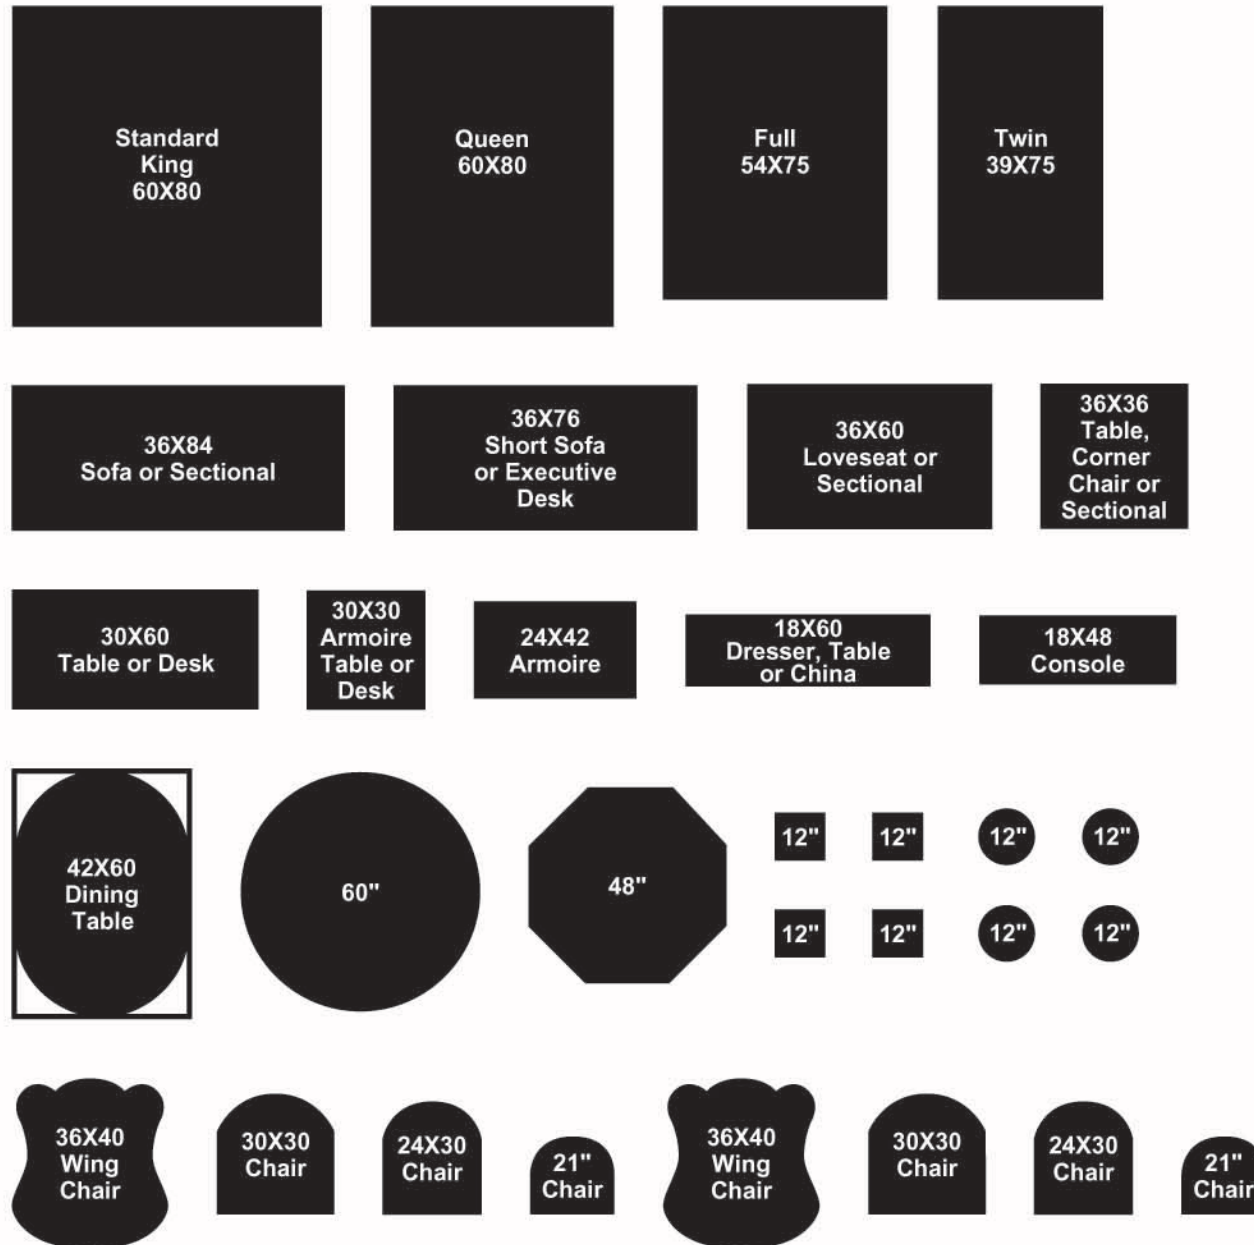 Standard
King
60X80
Queen
60X80
Full
54X75
Twin
39X75
36X84
Sofa or Sectional
36X76
Short Sofa
or Executive
Desk
36X60
Loveseat or
Sectional
36X36
Table,
Corner
Chair or
Sectional
30X60
Table or Desk
30X30
Armoire
Table or
Desk
24X42
Armoire
18X60
Dresser, Table
or China
18X48
Console
42X60
Dining
Table
60"
48"
12"
12"
12"
12"
12"
12"
12"
12"
36X40
Wing
Chair
30X30
Chair
24X30
Chair
21"
Chair
36X40
Wing
Chair
30X30
Chair
24X30
Chair
21"
Chair